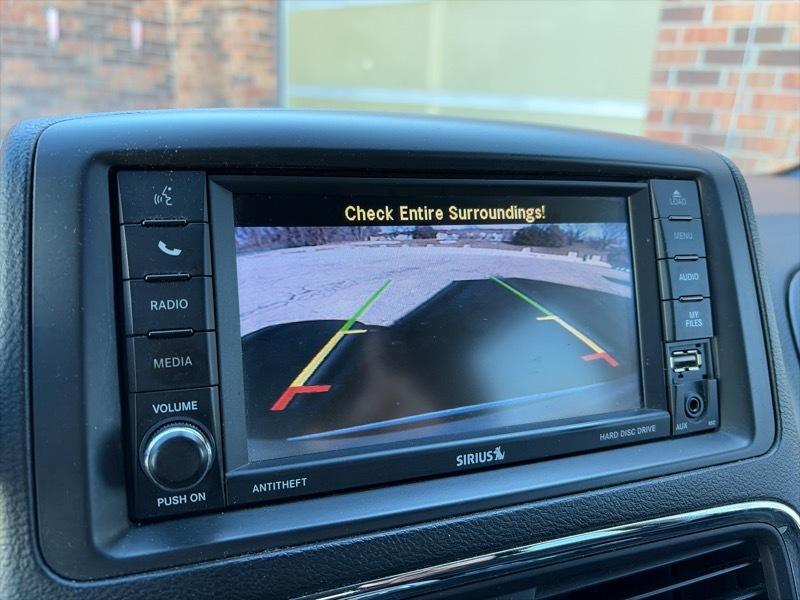 Check Entire Surroundings!
RADIO
MEDIA
VOLUME
PUSH ON
ANTITHEFT
SIRIUS
HARD DISC DRIVE
LOAD
MENU
AUDIO
MY
FILES
AUX